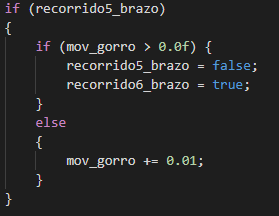 if (recorrido5_brazo)
{
    if (mov_gorro > 0.0f) {
        recorrido5_brazo = false;
        recorrido6_brazo = true;
    }
    else
    {
        mov_gorro += 0.01;
    }
}